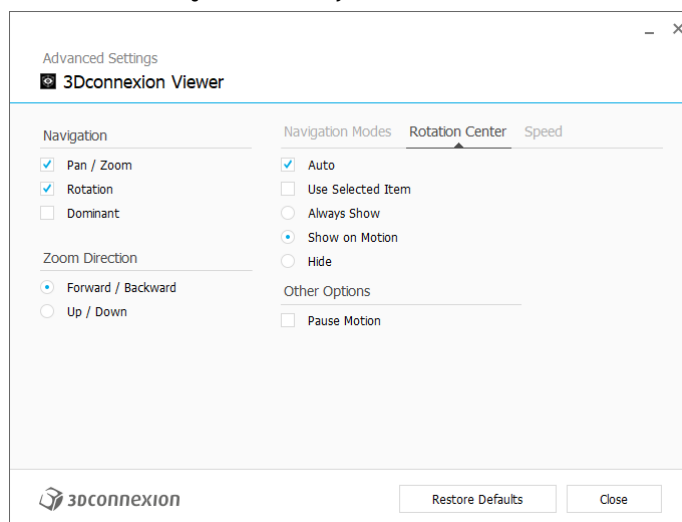 Advanced Settings
3Dconnexion Viewer
Navigation
Pan / Zoom
Rotation
Dominant
Zoom Direction
Forward / Backward
Up / Down
Navigation Modes Rotation Center Speed
Auto
Use Selected Item
Always Show
Show on Motion
Hide
Other Options
Pause Motion
3Dconnexion
Restore Defaults
Close